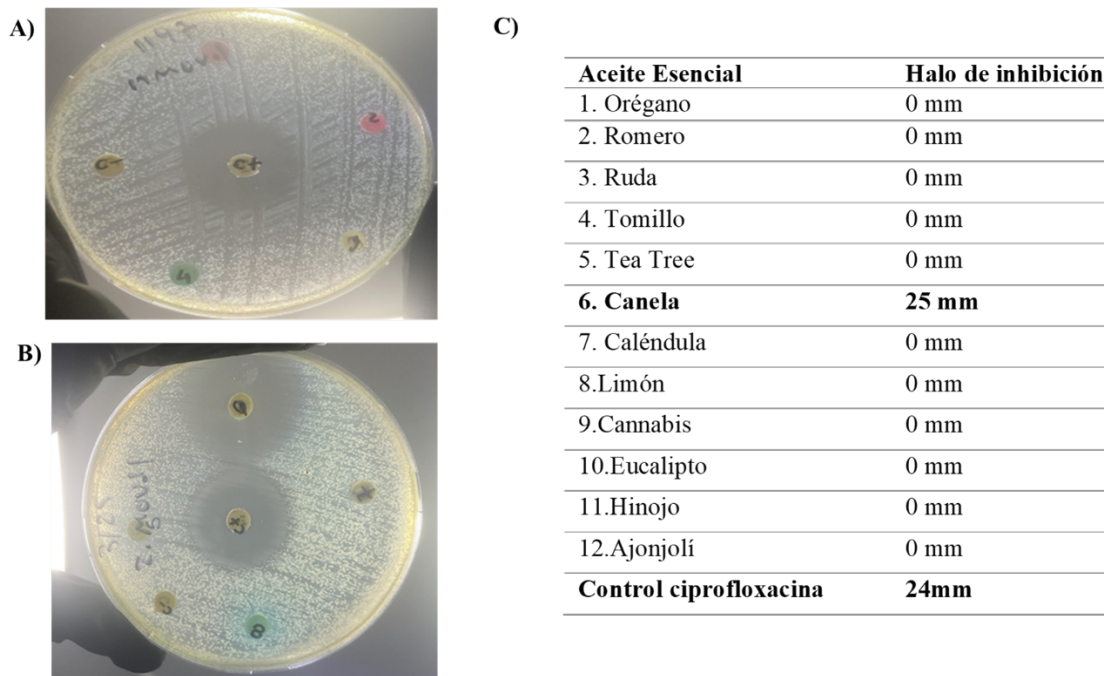 A)
C-
C+
2
4
B)
C+
8
C)
Aceite Esencial Halo de inhibición
1. Orégano 0 mm
2. Romero 0 mm
3. Ruda 0 mm
4. Tomillo 0 mm
5. Tea Tree 0 mm
6. Canela 25 mm
7. Caléndula 0 mm
8.Limón 0 mm
9.Cannabis 0 mm
10.Eucalipto 0 mm
11.Hinojo 0 mm
12.Ajonjolí 0 mm
Control ciprofloxacina 24mm